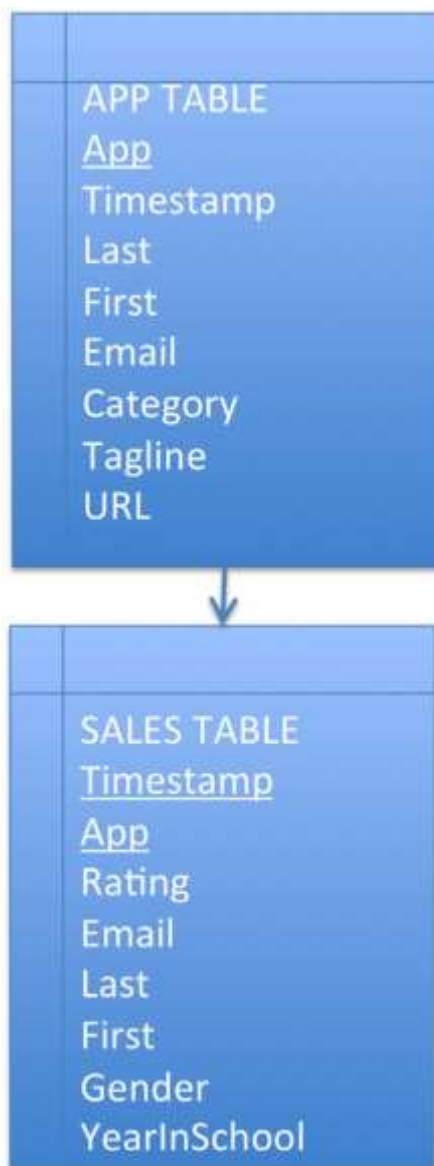 APP TABLE
App
Timestamp
Last
First
Email
Category
Tagline
URL
SALES TABLE
Timestamp
App
Rating
Email
Last
First
Gender
YearInSchool